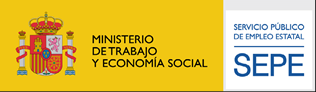 MINISTERIO
DE TRABAJO
Y ECONOMÍA SOCIAL
SERVICIO PÚBLICO
DE EMPLEO ESTATAL
SEPE